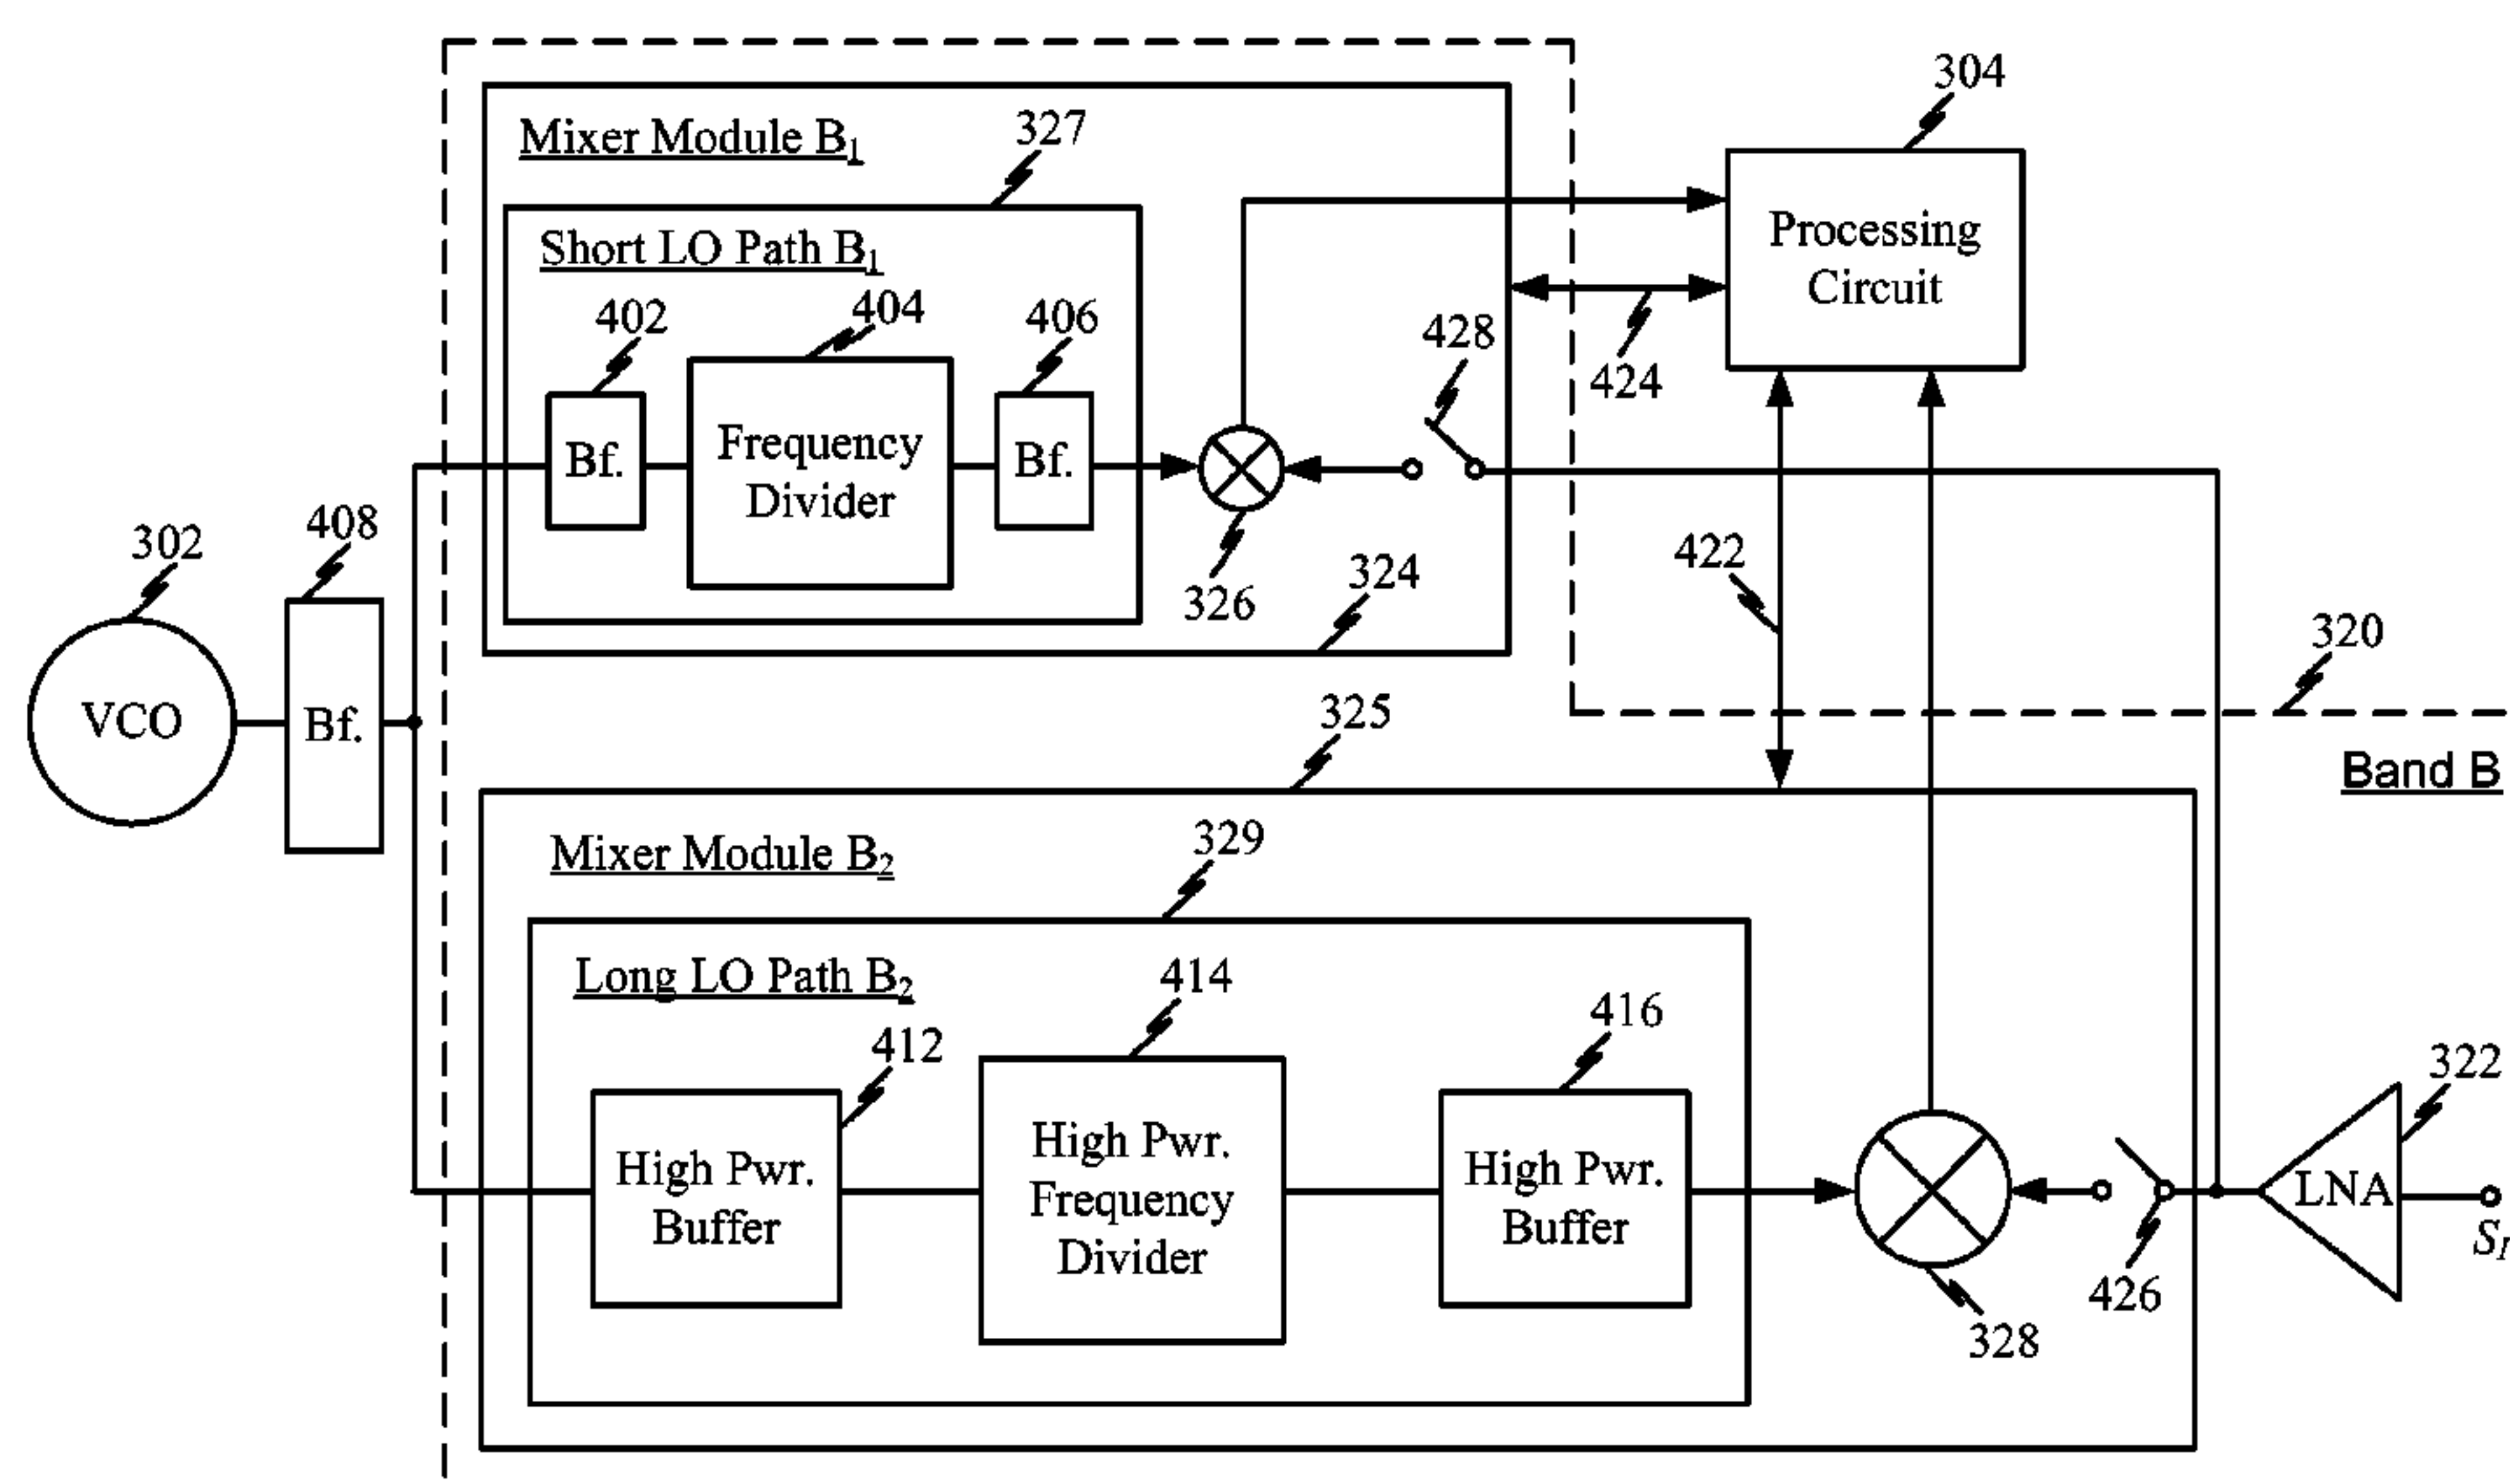 304
Mixer Module B1
327
Processing
Circuit
Short LO Path B1
402
404
406
428
424
Bf.
Frequency
Divider
Bf.
302
408
326
324
422
320
VCO
Bf.
325
Band B
Mixer Module B2
329
Long LO Path B2
414
412
416
322
High Pwr.
Buffer
High Pwr.
Frequency
Divider
High Pwr.
Buffer
LNA
426
328